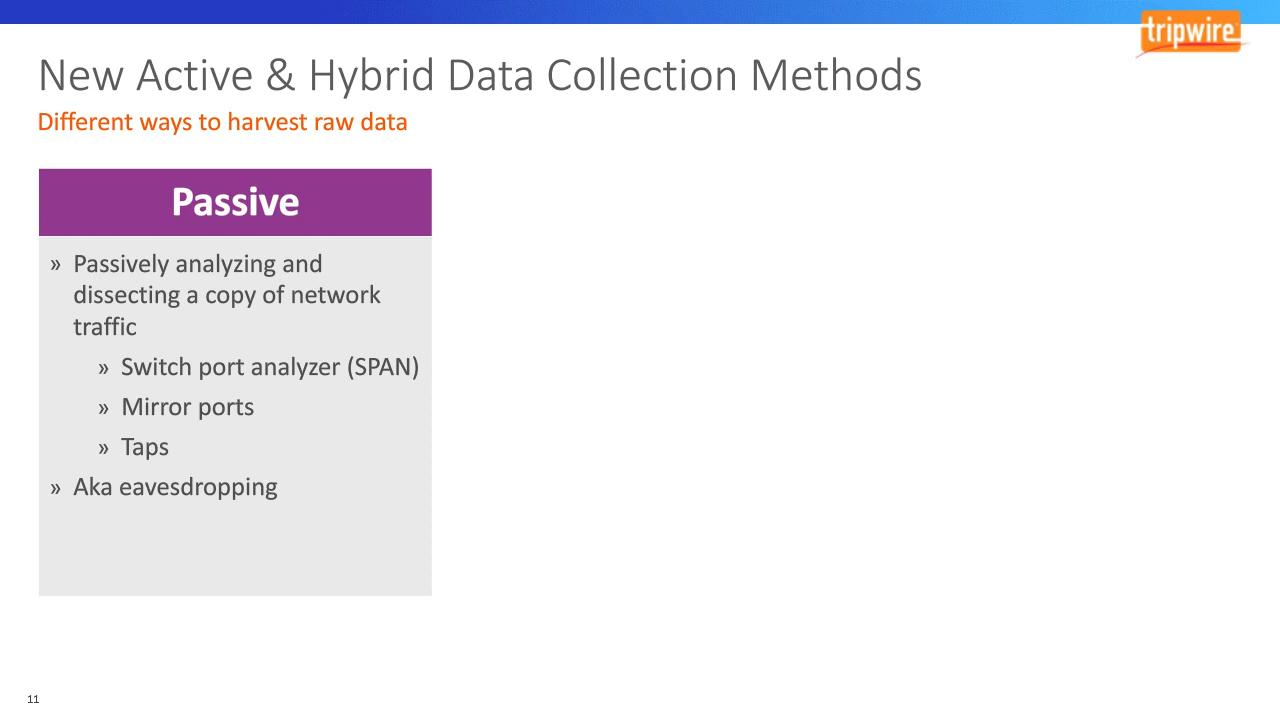 tripwire
New Active & Hybrid Data Collection Methods
Different ways to harvest raw data
Passive
» Passively analyzing and
dissecting a copy of network
traffic
» Switch port analyzer (SPAN)
» Mirror ports
» Taps
» Aka eavesdropping
11